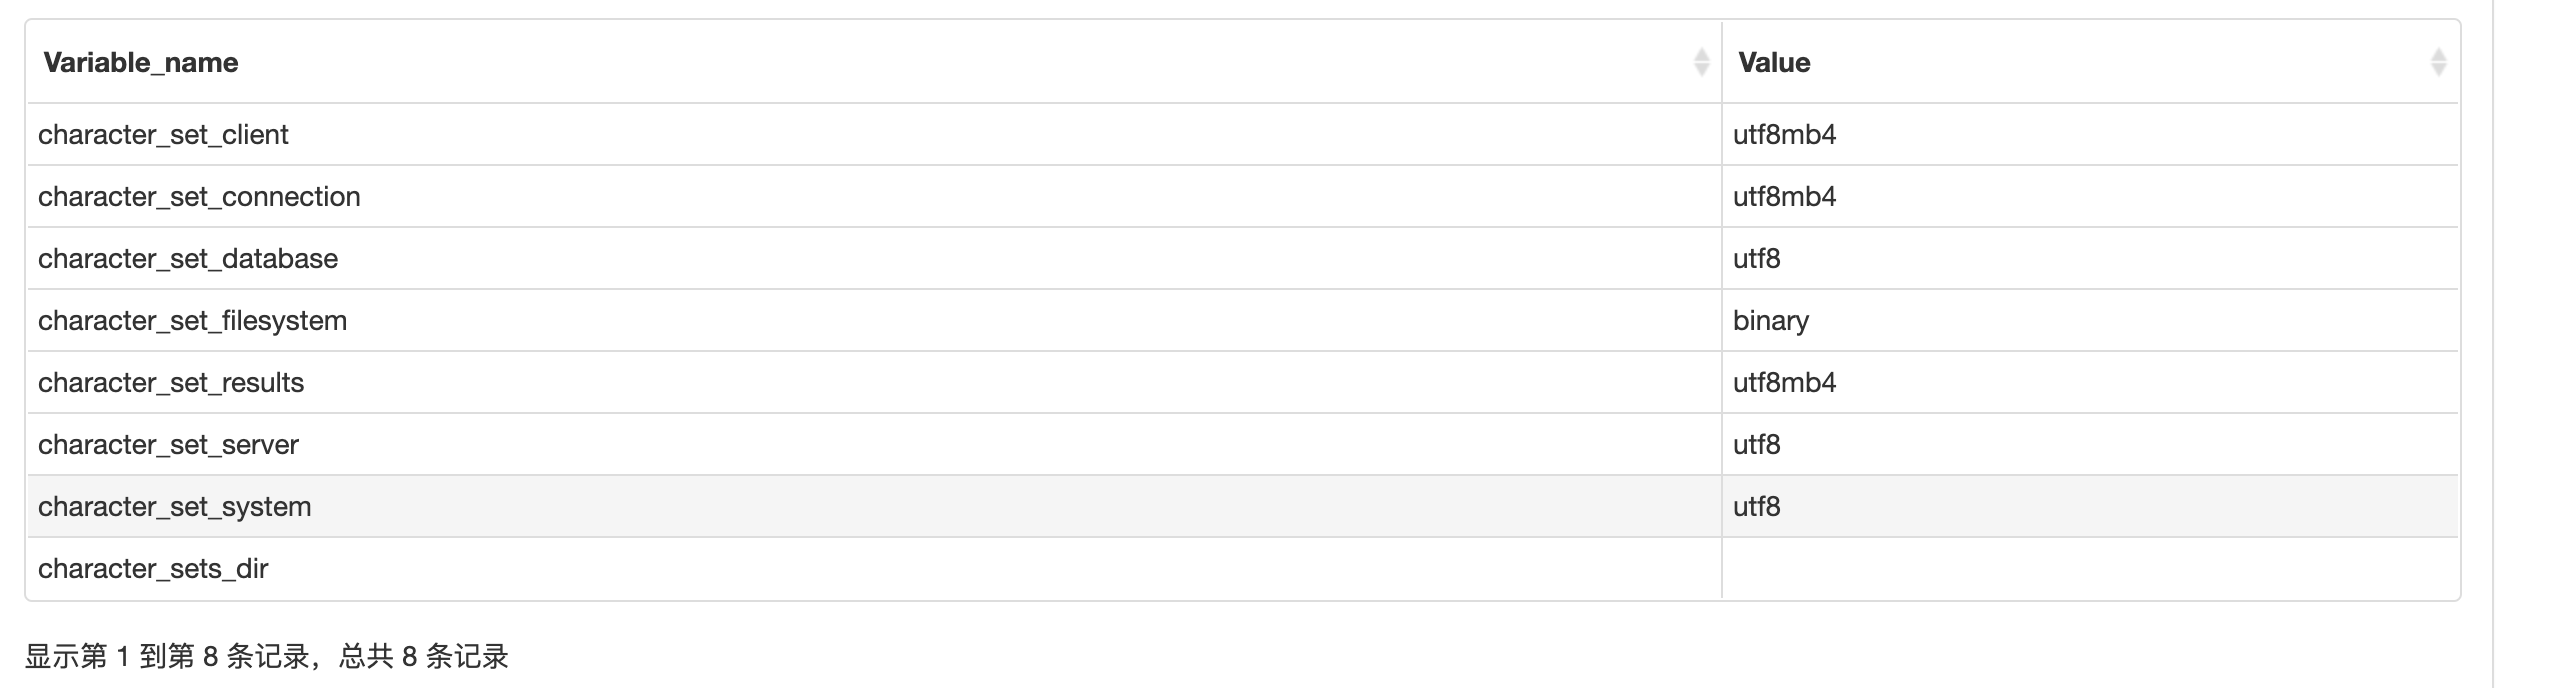 Variable_name Value
character_set_client utf8mb4
character_set_connection utf8mb4
character_set_database utf8
character_set_filesystem binary
character_set_results utf8mb4
character_set_server utf8
character_set_system utf8
character_sets_dir
显示第 1 到第 8 条记录，总共 8 条记录